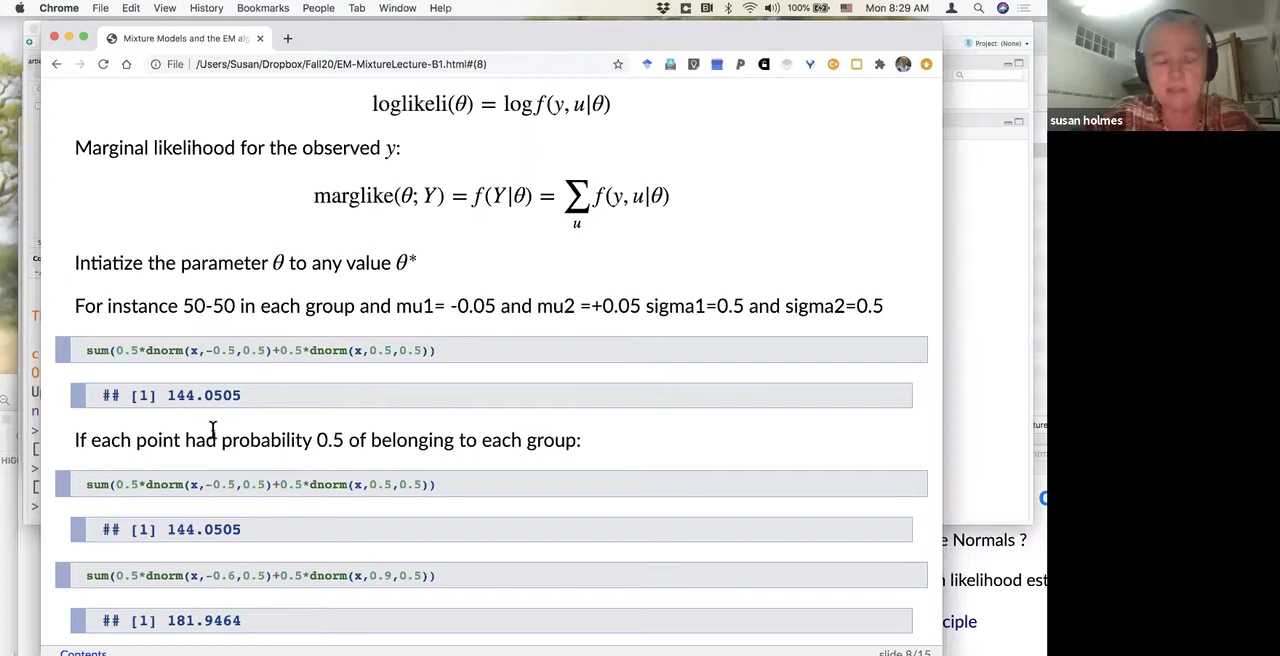 Chrome File Edit View History Bookmarks People Tab Window Help 100% Mon 8:29 AM
Mixture Models and the EM alg
Project: (None)
File /Users/Susan/Dropbox/Fall20/EM-MixtureLecture-B1.html#(8)
loglikeli(θ) = log f(y, u|θ)
susan holmes
Marginal likelihood for the observed y:
marglike(θ; Y) = f(Y|θ) = ∑ f(y, u|θ)
u
Intiatize the parameter θ to any value θ*
For instance 50-50 in each group and mu1= -0.05 and mu2 =+0.05 sigma1=0.5 and sigma2=0.5
sum(0.5*dnorm(x,-0.5,0.5)+0.5*dnorm(x,0.5,0.5))
## [1] 144.0505
If each point had probability 0.5 of belonging to each group:
sum(0.5*dnorm(x,-0.5,0.5)+0.5*dnorm(x,0.5,0.5))
## [1] 144.0505
e Normals ?
sum(0.5*dnorm(x,-0.6,0.5)+0.5*dnorm(x,0.9,0.5))
n likelihood est
## [1] 181.9464
ciple
Contents
slide 8/15